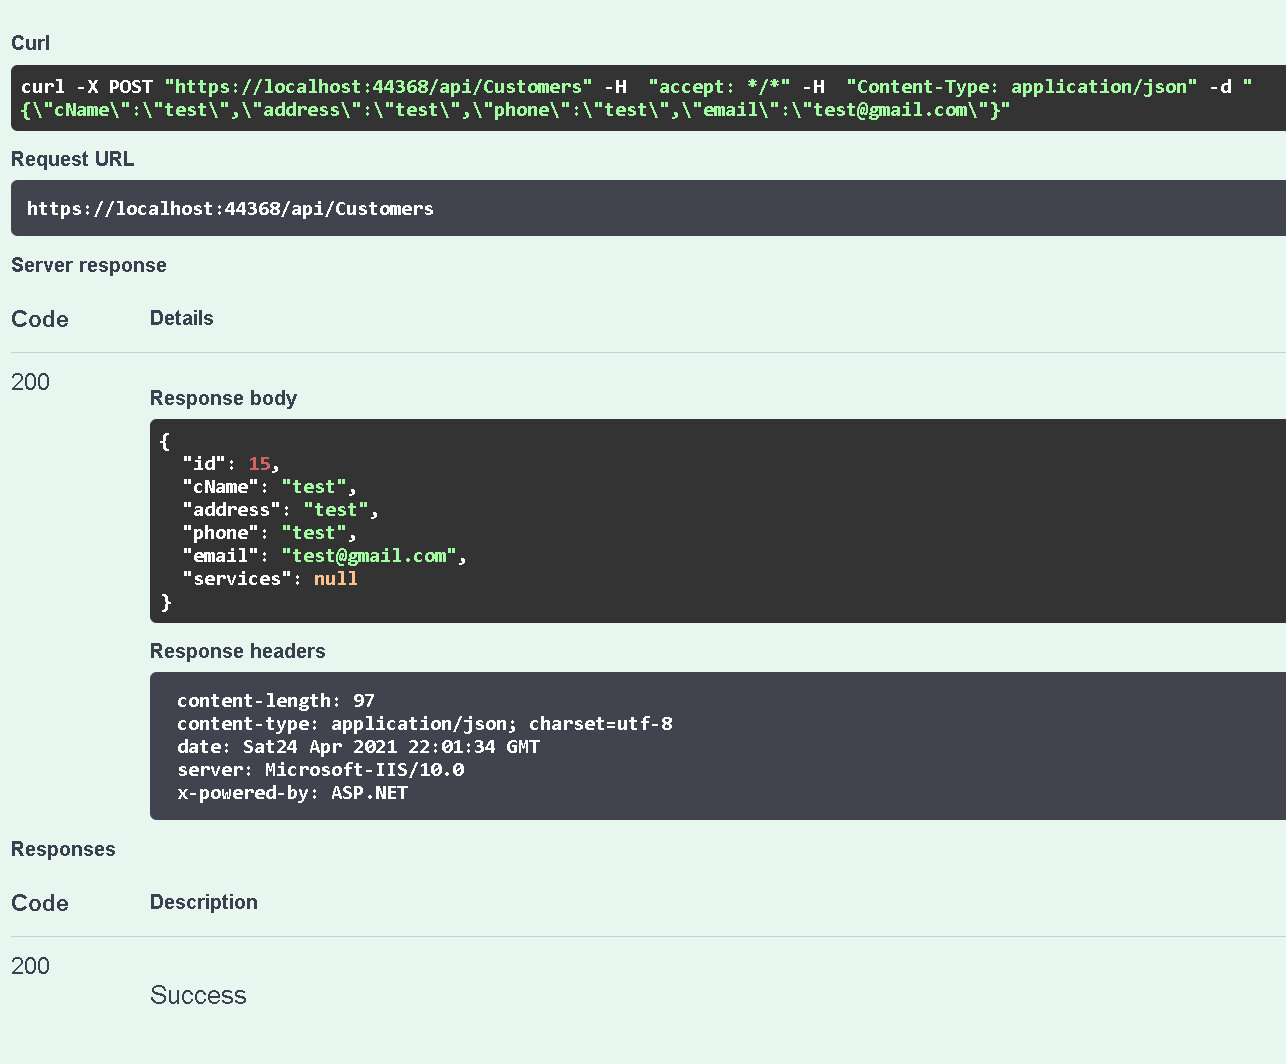 Curl
curl -X POST "https://localhost:44368/api/Customers" -H  "accept: */*" -H  "Content-Type: application/json" -d "
{\"cName\":\"test\",\"address\":\"test\",\"phone\":\"test\",\"email\":\"test@gmail.com\"}"
Request URL
https://localhost:44368/api/Customers
Server response
Code Details
200
Response body
{
  "id": 15,
  "cName": "test",
  "address": "test",
  "phone": "test",
  "email": "test@gmail.com",
  "services": null
}
Response headers
content-length: 97
content-type: application/json; charset=utf-8
date: Sat24 Apr 2021 22:01:34 GMT
server: Microsoft-IIS/10.0
x-powered-by: ASP.NET
Responses
Code Description
200
Success